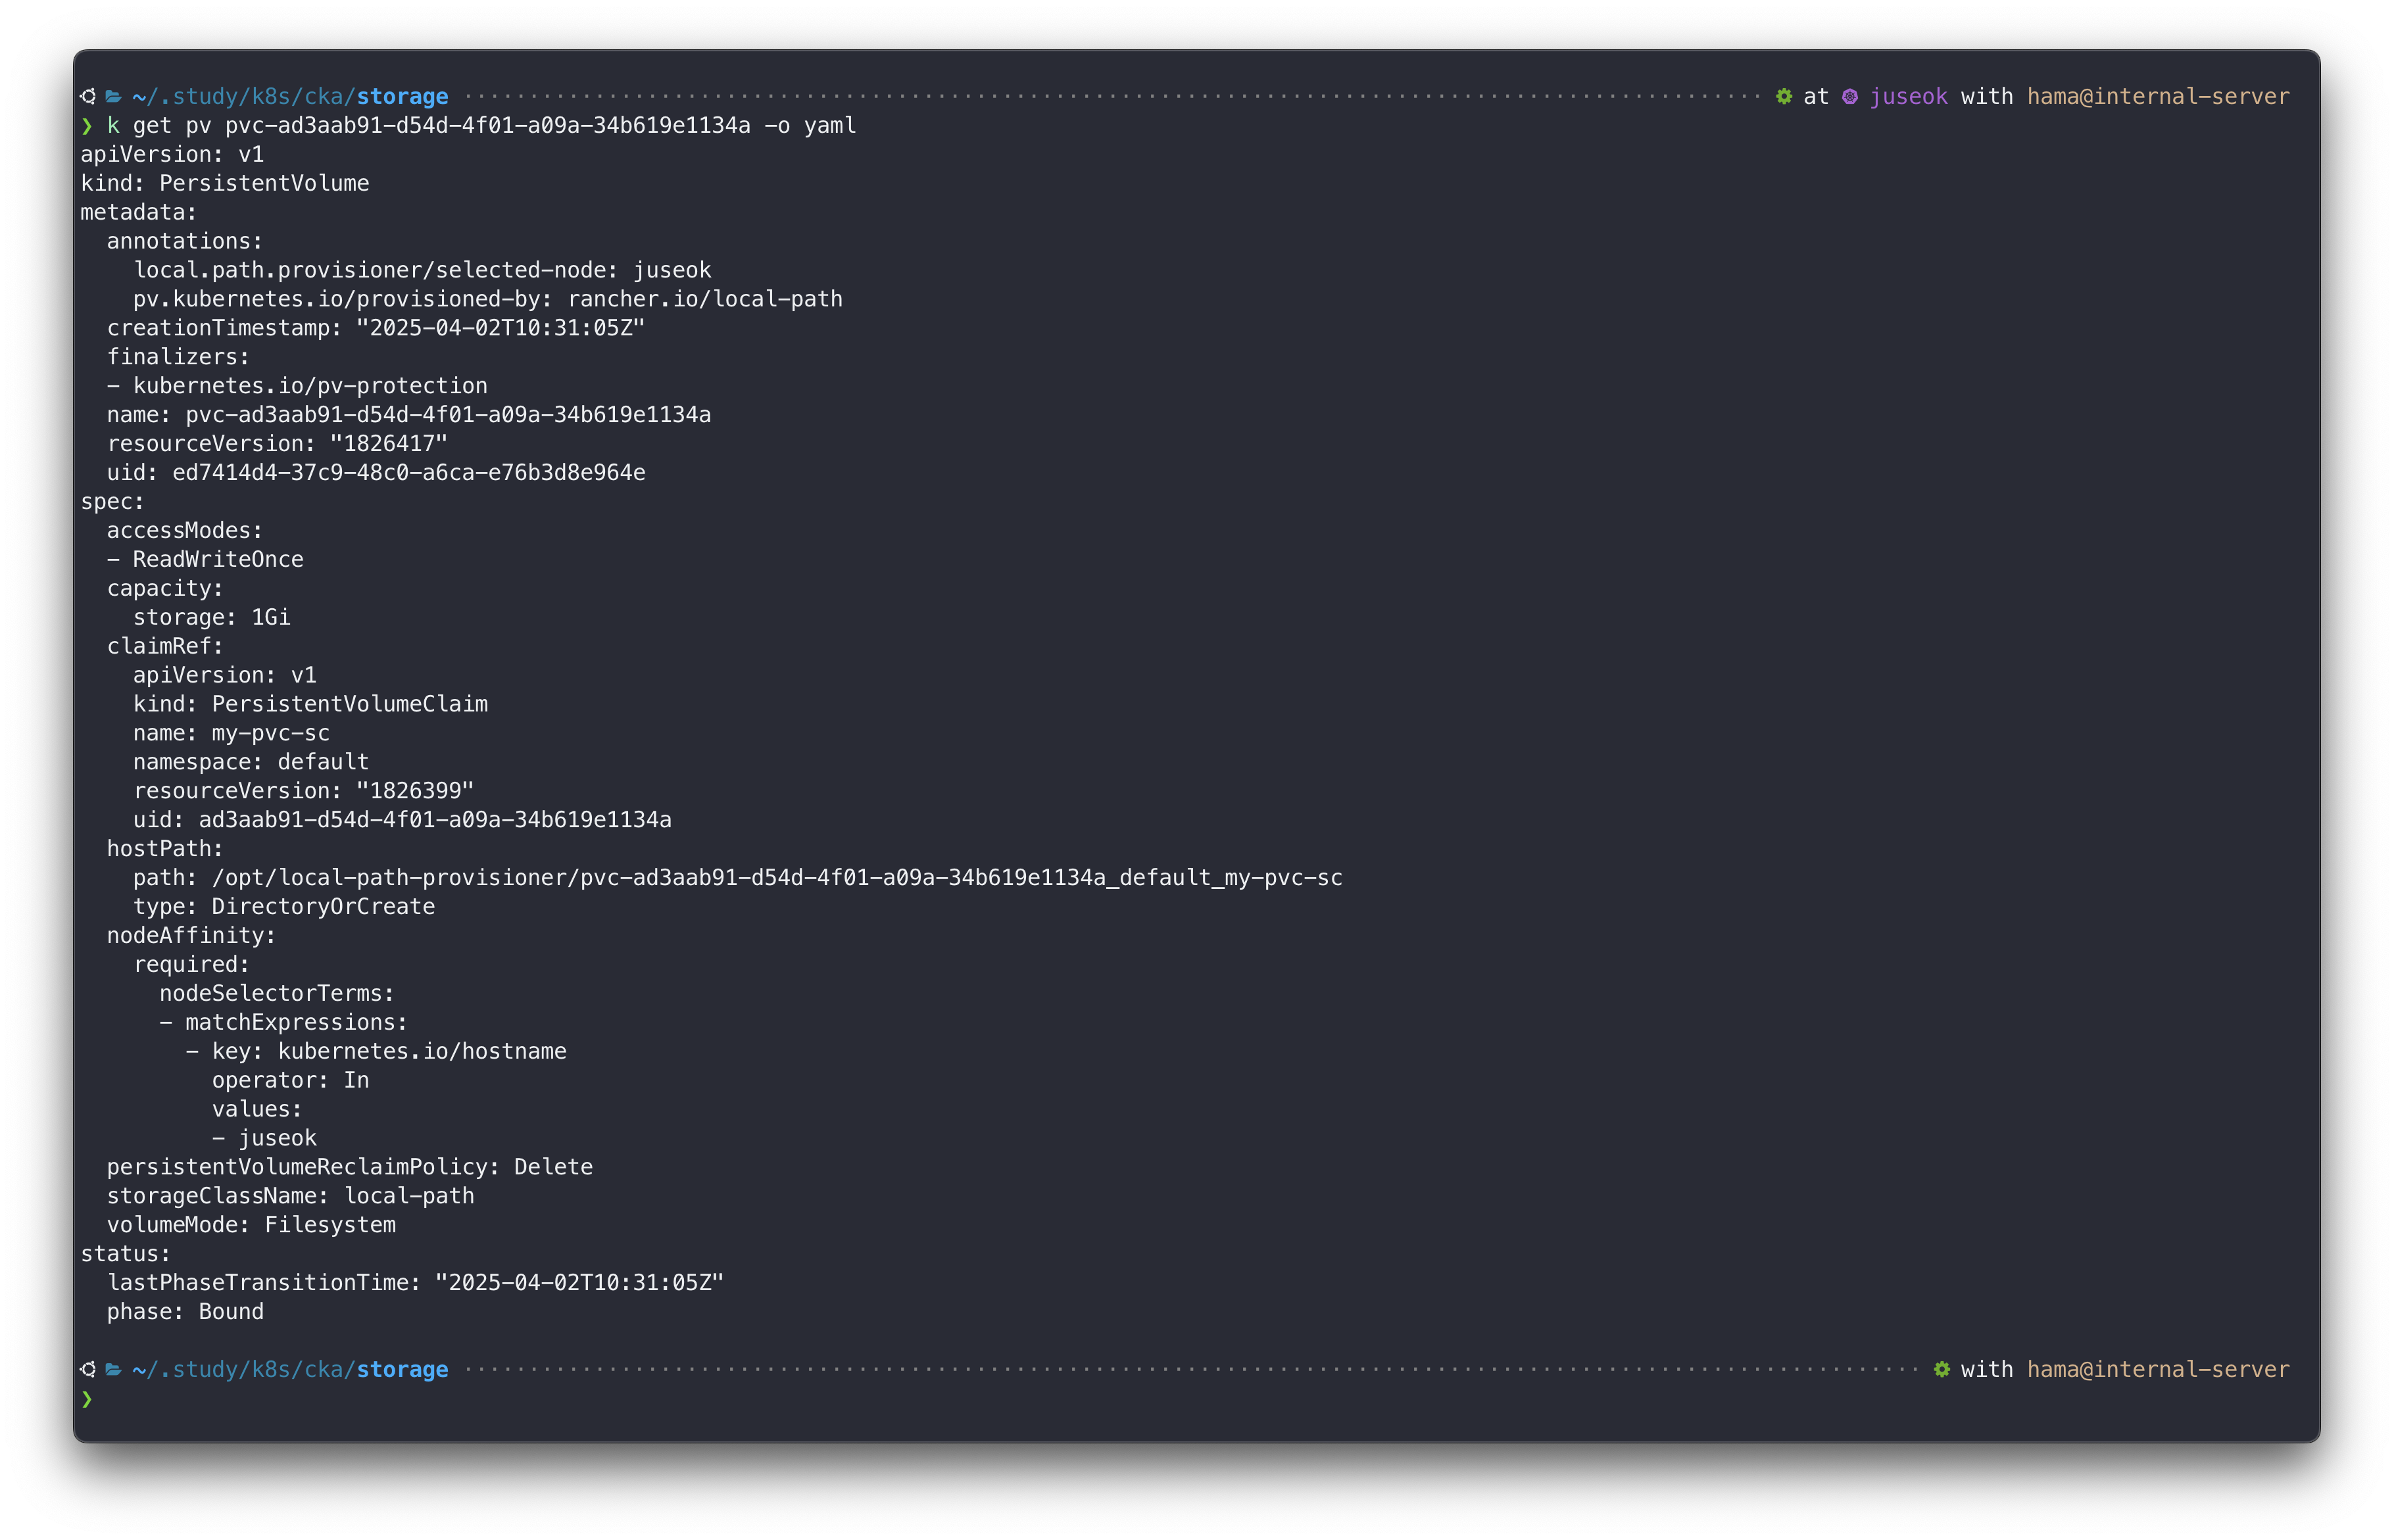 ~/.study/k8s/cka/storage at juseok with hama@internal-server
❯ k get pv pvc-ad3aab91-d54d-4f01-a09a-34b619e1134a -o yaml
apiVersion: v1
kind: PersistentVolume
metadata:
  annotations:
    local.path.provisioner/selected-node: juseok
    pv.kubernetes.io/provisioned-by: rancher.io/local-path
  creationTimestamp: "2025-04-02T10:31:05Z"
  finalizers:
  - kubernetes.io/pv-protection
  name: pvc-ad3aab91-d54d-4f01-a09a-34b619e1134a
  resourceVersion: "1826417"
  uid: ed7414d4-37c9-48c0-a6ca-e76b3d8e964e
spec:
  accessModes:
  - ReadWriteOnce
  capacity:
    storage: 1Gi
  claimRef:
    apiVersion: v1
    kind: PersistentVolumeClaim
    name: my-pvc-sc
    namespace: default
    resourceVersion: "1826399"
    uid: ad3aab91-d54d-4f01-a09a-34b619e1134a
  hostPath:
    path: /opt/local-path-provisioner/pvc-ad3aab91-d54d-4f01-a09a-34b619e1134a_default_my-pvc-sc
    type: DirectoryOrCreate
  nodeAffinity:
    required:
      nodeSelectorTerms:
      - matchExpressions:
        - key: kubernetes.io/hostname
          operator: In
          values:
          - juseok
  persistentVolumeReclaimPolicy: Delete
  storageClassName: local-path
  volumeMode: Filesystem
status:
  lastPhaseTransitionTime: "2025-04-02T10:31:05Z"
  phase: Bound
~/.study/k8s/cka/storage with hama@internal-server
❯